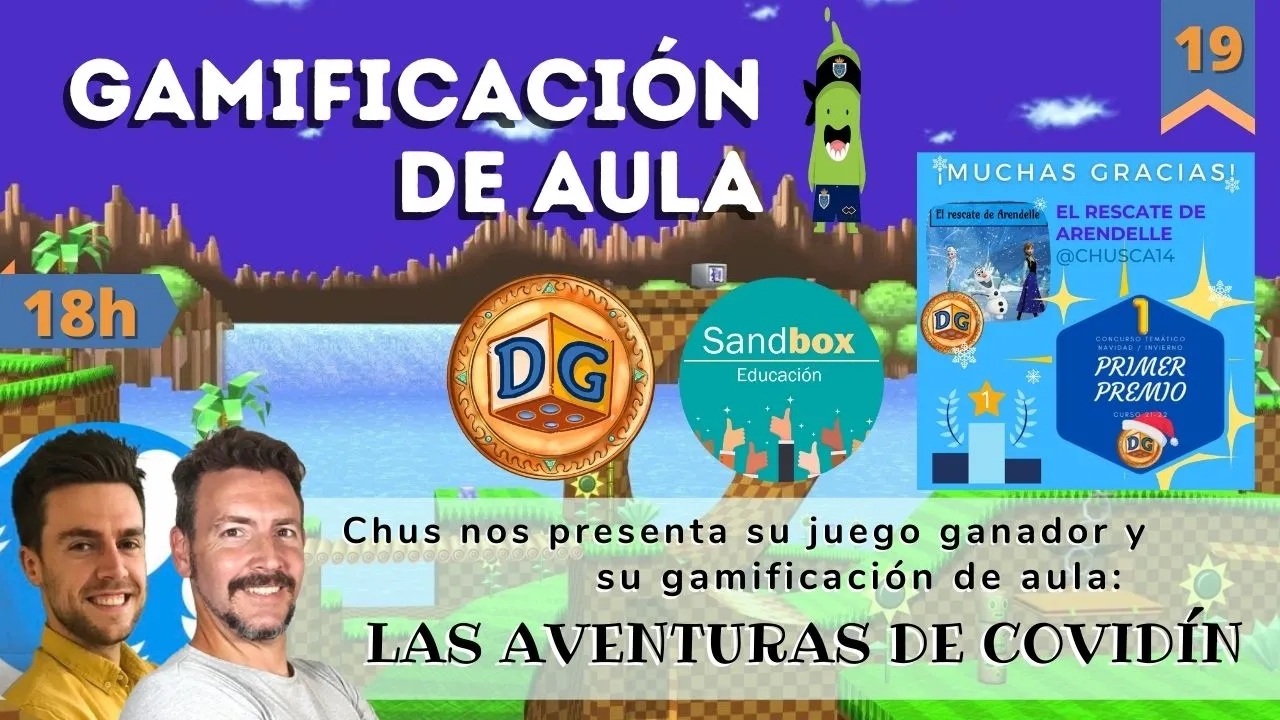 GAMIFICACIÓN
DE AULA
19
18h
DG
Sandbox
Educación
¡MUCHAS GRACIAS!
El rescate de Arendelle
EL RESCATE DE
ARENDELLE
@CHUSCA14
DG
1
CONCURSO TEMÁTICO
NAVIDAD / INVIERNO
PRIMER
PREMIO
CURSO 21-22
DG
1
Chus nos presenta su juego ganador y
su gamificación de aula:
LAS AVENTURAS DE COVIDÍN